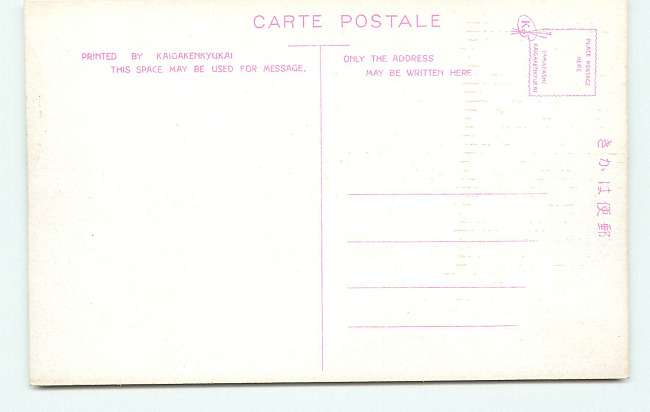 CARTE POSTALE
PRINTED BY KAIGAKENKYUKAI
THIS SPACE MAY BE USED FOR MESSAGE.
ONLY THE ADDRESS
MAY BE WRITTEN HERE
K
PLACE POSTAGE
HERE
KAIGAKENKYUKAI
郵便はかき